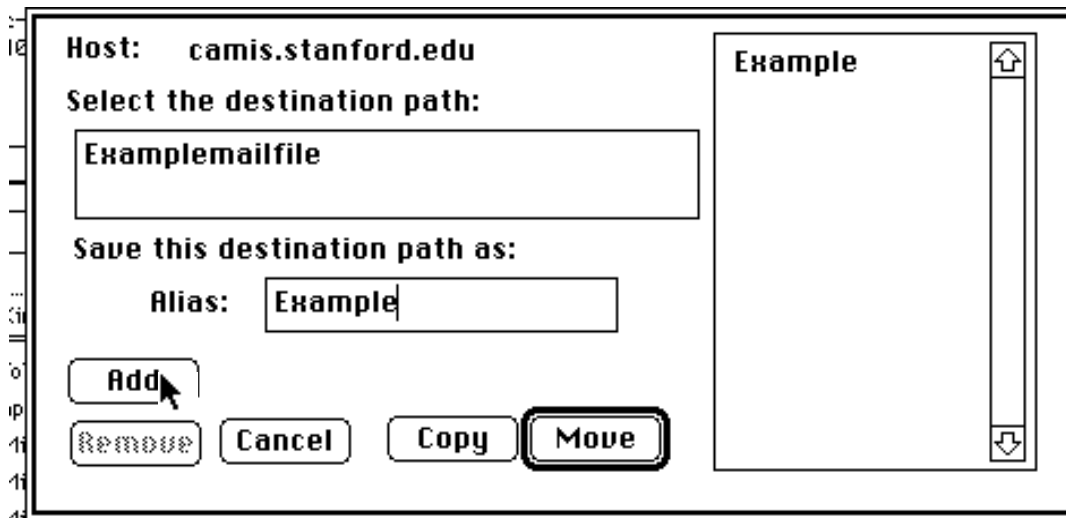 Host: camis.stanford.edu
Select the destination path:
Examplemailfile
Save this destination path as:
Alias: Example
Add
Remove Cancel Copy Move
Example